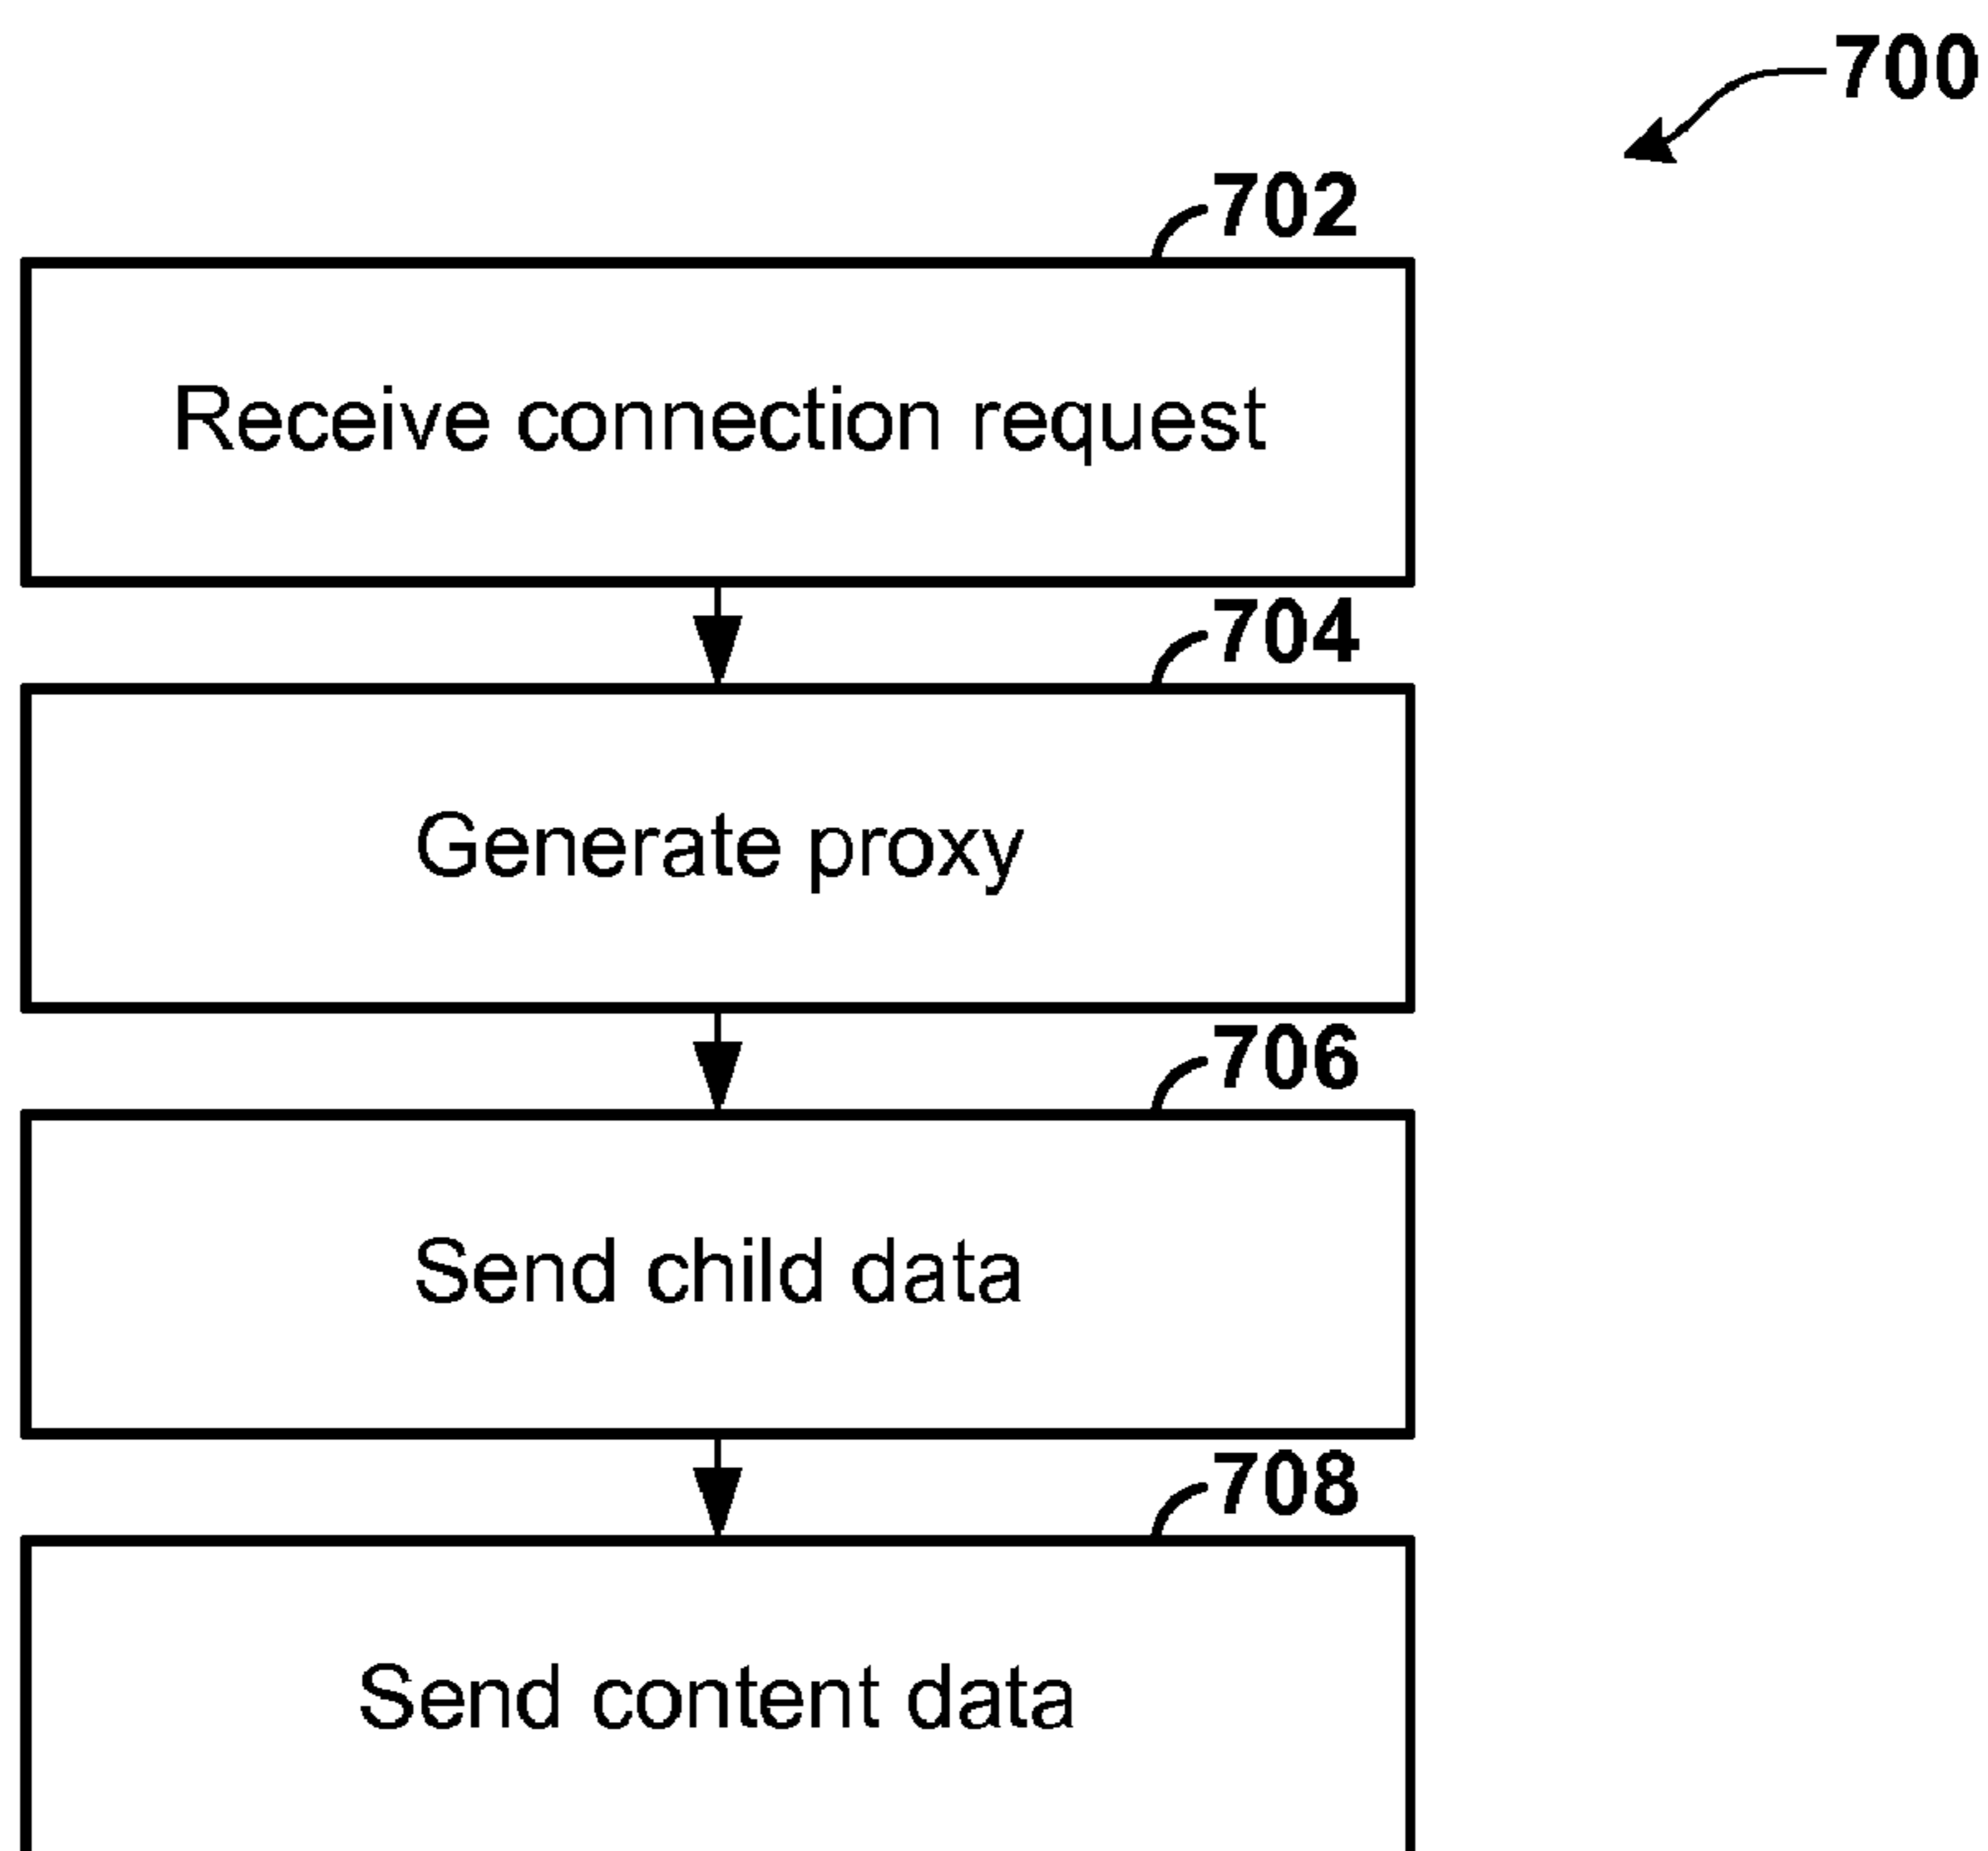 700
702
Receive connection request
704
Generate proxy
706
Send child data
708
Send content data